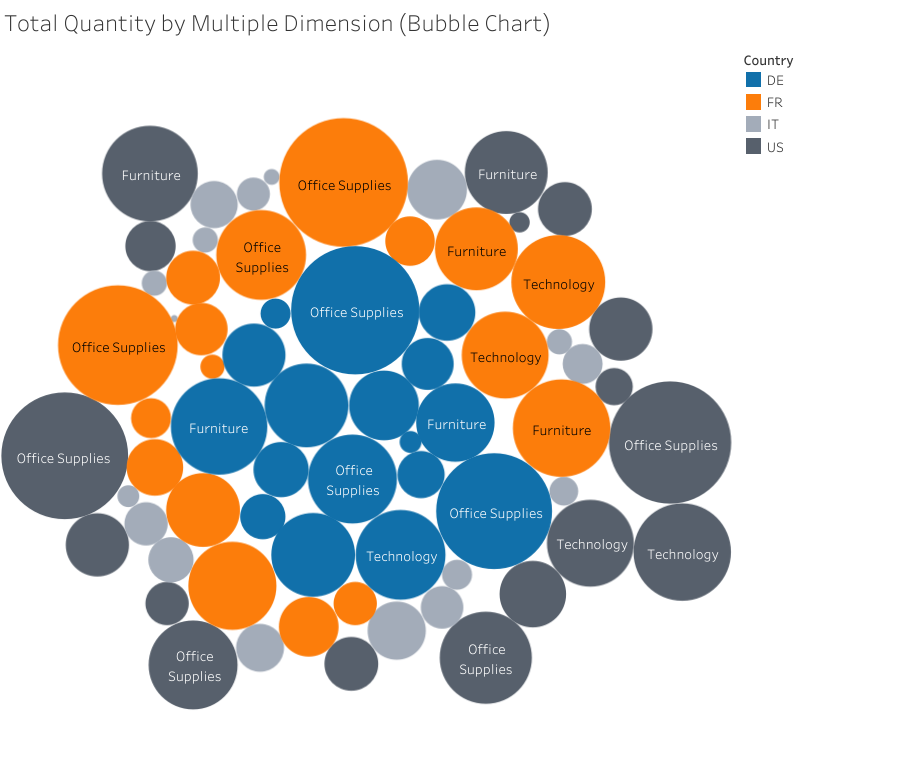 Total Quantity by Multiple Dimension (Bubble Chart)
Country
DE
FR
IT
US
Furniture
Furniture
Office Supplies
Office
Supplies
Furniture
Technology
Office Supplies
Office Supplies
Technology
Furniture
Furniture
Furniture
Office Supplies
Office Supplies
Office
Supplies
Office Supplies
Technology
Technology
Technology
Office
Supplies
Office
Supplies